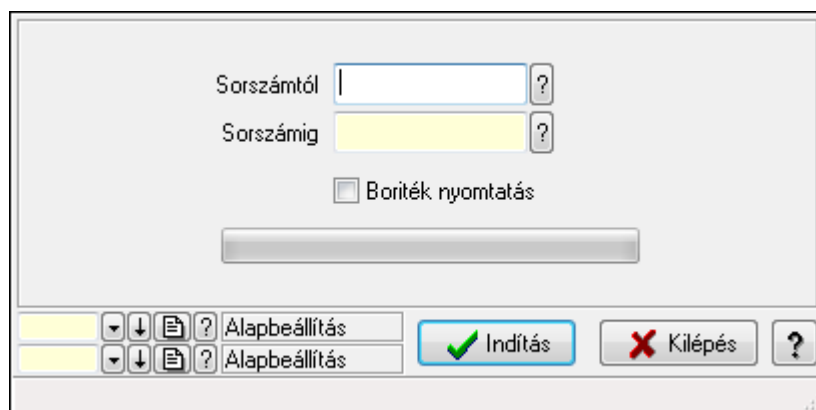 Sorszámtól ?
Sorszámig ?
Boriték nyomtatás
? Alapbeállítás
? Alapbeállítás
Indítás
Kilépés
?